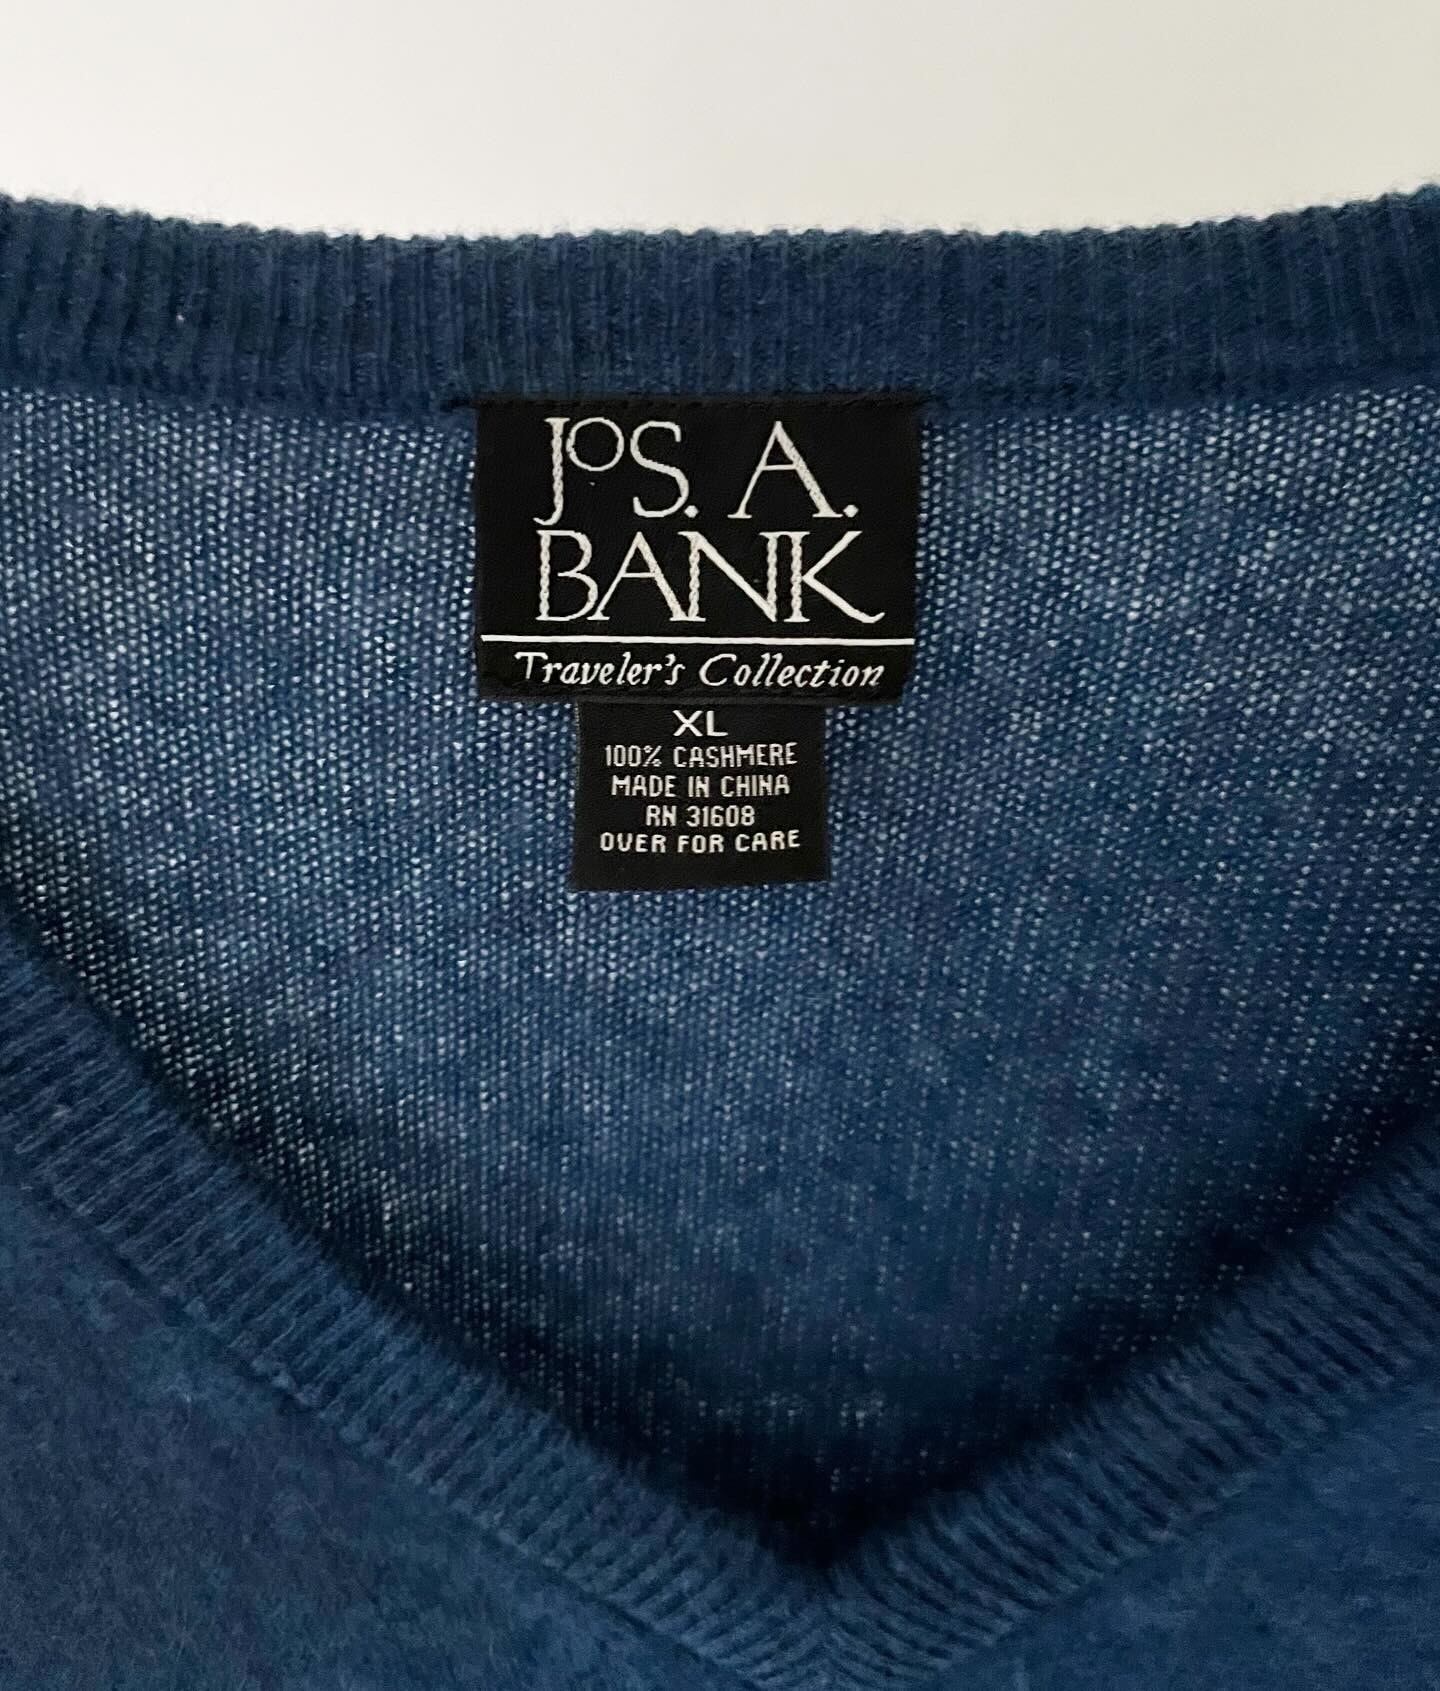 JoS. A.
BANK
Traveler's Collection
XL
100% CASHMERE
MADE IN CHINA
RN 31608
OVER FOR CARE